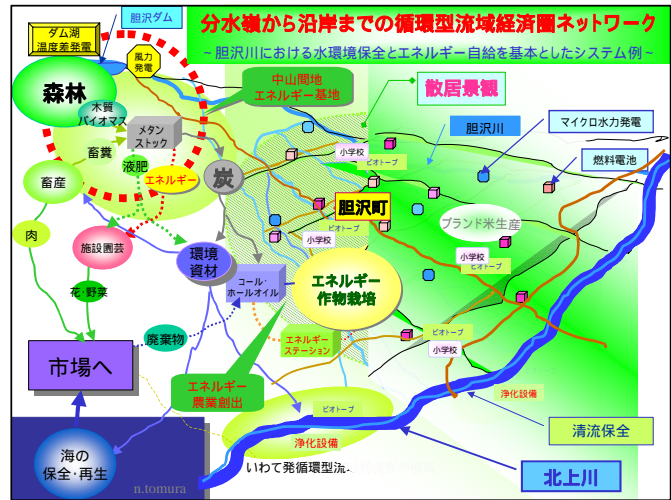 分水嶺から沿岸までの循環型流域経済圏ネットワーク
~胆沢川における水環境保全とエネルギー自給を基本としたシステム例~
胆沢ダム
ダム湖
温度差発電
風力
発電
森林
中山間地
エネルギー基地
散居景観
木質
バイオマス
メタン
ストック
畜糞
液肥
エネルギー
炭
畜産
肉
施設園芸
花・野菜
環境
資材
コール・
ホールオイル
廃棄物
市場へ
海の
保全・再生
n.tomura
胆沢川
マイクロ水力発電
燃料電池
小学校
ビオトープ
胆沢町
ビオトープ
小学校
ブランド米生産
小学校
ビオトープ
エネルギー
作物栽培
エネルギー
ステーション
ビオトープ
小学校
エネルギー
農業創出
ビオトープ
浄化設備
浄化設備
清流保全
北上川
いわて発循環型流